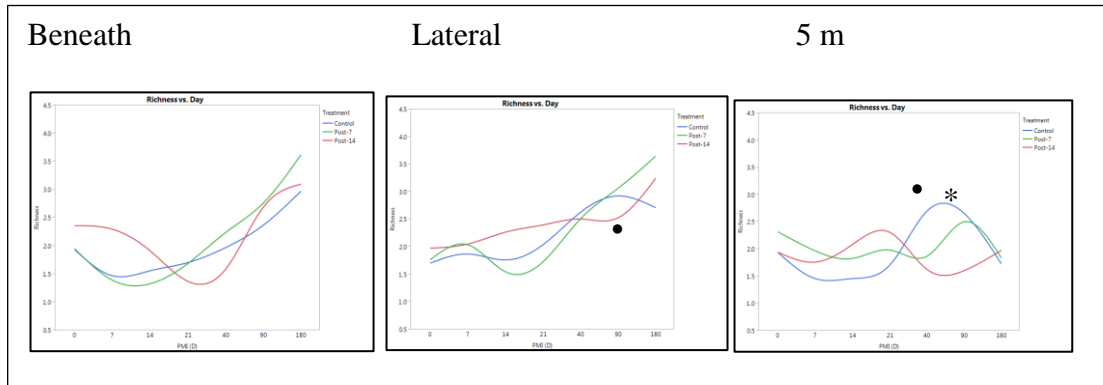 Beneath
Lateral
5 m
Richness vs. Day
4.5
4.0
3.5
3.0
2.5
2.0
1.5
1.0
0.5
Richness
0 7 14 21 40 90 180
PMI (D)
Treatment
Control
Post-7
Post-14
Richness vs. Day
4.5
4.0
3.5
3.0
2.5
2.0
1.5
1.0
0.5
Richness
0 7 14 21 40 90 180
PMI (D)
Treatment
Control
Post-7
Post-14
Richness vs. Day
4.5
4.0
3.5
3.0
2.5
2.0
1.5
1.0
0.5
Richness
*
0 7 14 21 40 90 180
PMI (D)
Treatment
Control
Post-7
Post-14